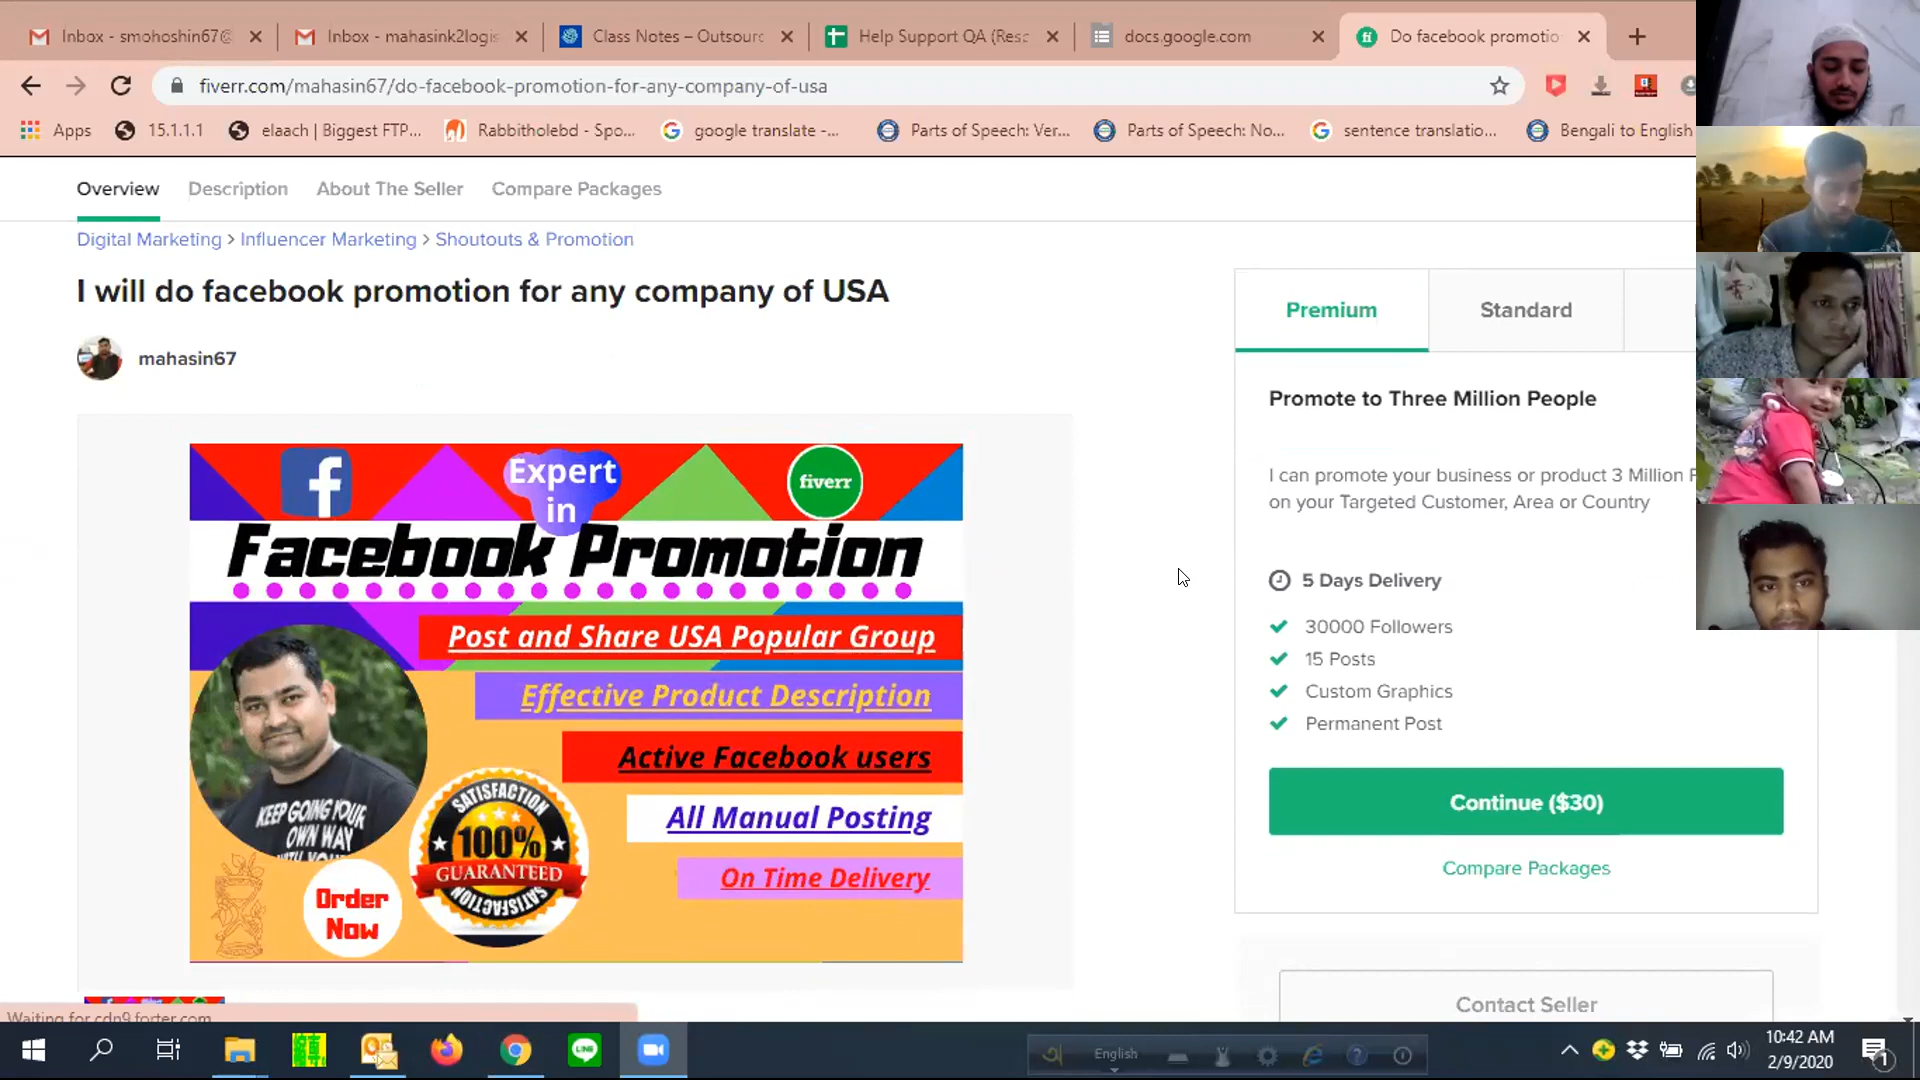 Inbox - smohoshin67@
Inbox - mahasink2logis
Class Notes – Outsourc
Help Support QA (Resp
docs.google.com
Do facebook promotio
fiverr.com/mahasin67/do-facebook-promotion-for-any-company-of-usa
Apps
15.1.1.1
elaach | Biggest FTP...
Rabbitholebd - Spo...
google translate -...
Parts of Speech: Ver...
Parts of Speech: No...
sentence translatio...
Bengali to English
Overview
Description
About The Seller
Compare Packages
Digital Marketing > Influencer Marketing > Shoutouts & Promotion
I will do facebook promotion for any company of USA
mahasin67
Expert
in
fiverr
Facebook Promotion
Post and Share USA Popular Group
Effective Product Description
Active Facebook users
All Manual Posting
On Time Delivery
KEEP GOING YOUR
OWN WAY
SATISFACTION
100%
GUARANTEED
SATISFACTION
Order
Now
Premium
Standard
Promote to Three Million People
I can promote your business or product 3 Million
on your Targeted Customer, Area or Country
5 Days Delivery
30000 Followers
15 Posts
Custom Graphics
Permanent Post
Continue ($30)
Compare Packages
Contact Seller
Waiting for cdn9.forter.com
LINE
English
10:42 AM
2/9/2020
1